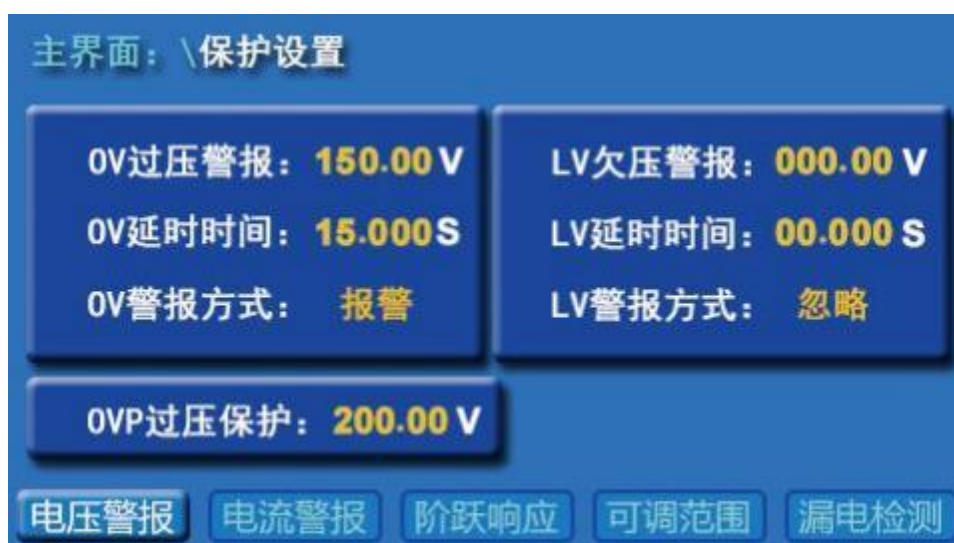 主界面：\保护设置
OV过压警报：150.00 V
OV延时时间：15.000 S
OV警报方式：报警
LV欠压警报：000.00 V
LV延时时间：00.000 S
LV警报方式：忽略
OVP过压保护：200.00 V
电压警报 电流警报 阶跃响应 可调范围 漏电检测